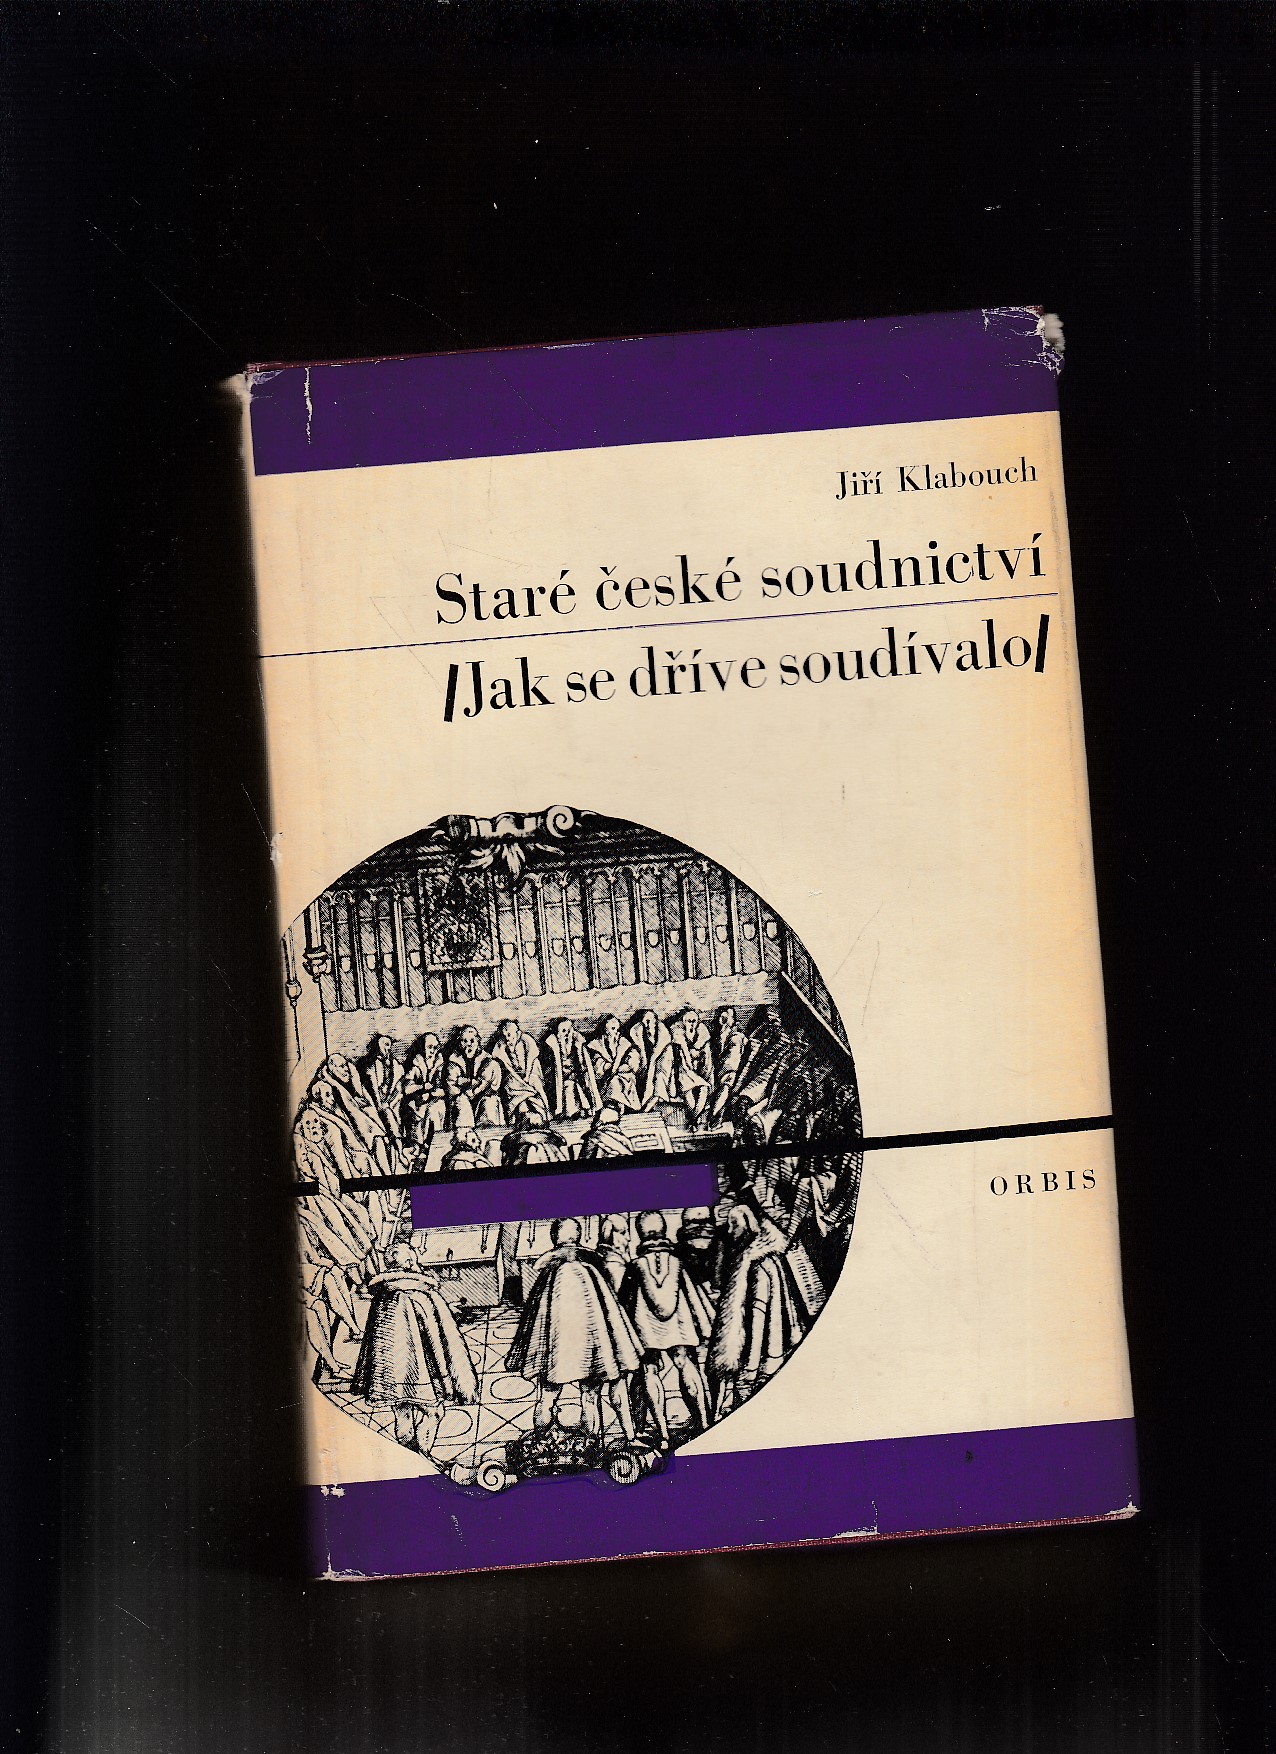 Jiří Klabouch
Staré české soudnictví
/Jak se dříve soudívalo/
ORBIS